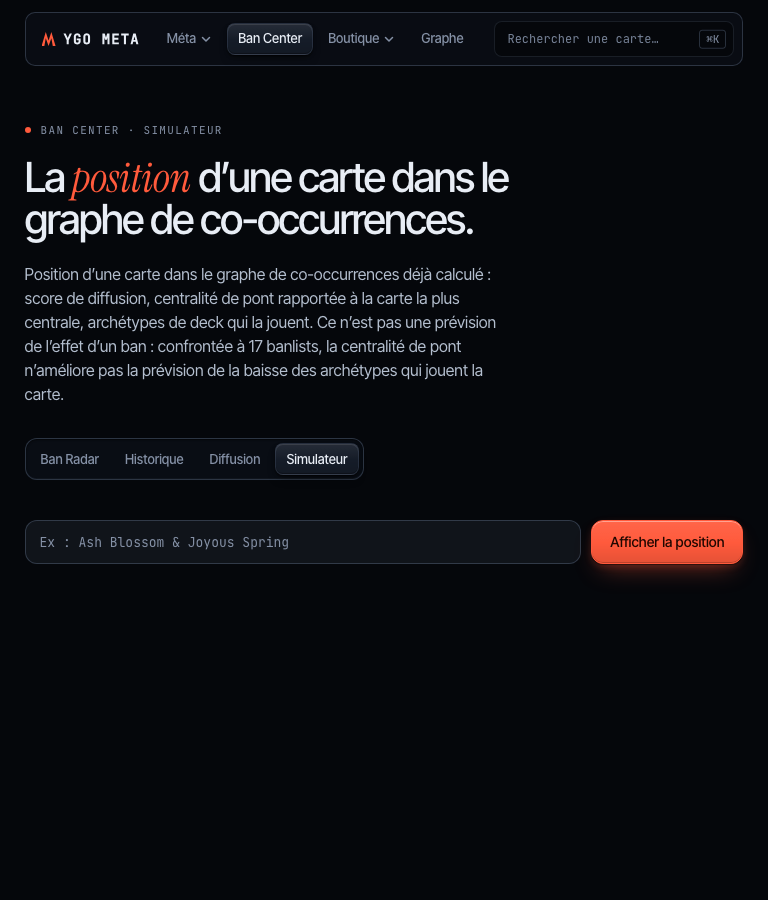 YGO META
Méta
Ban Center
Boutique
Graphe
Rechercher une carte…
⌘K
BAN CENTER · SIMULATEUR
La position d’une carte dans le
graphe de co-occurrences.
Position d’une carte dans le graphe de co-occurrences déjà calculé :
score de diffusion, centralité de pont rapportée à la carte la plus
centrale, archétypes de deck qui la jouent. Ce n’est pas une prévision
de l’effet d’un ban : confrontée à 17 banlists, la centralité de pont
n’améliore pas la prévision de la baisse des archétypes qui jouent la
carte.
Ban Radar
Historique
Diffusion
Simulateur
Ex : Ash Blossom & Joyous Spring
Afficher la position